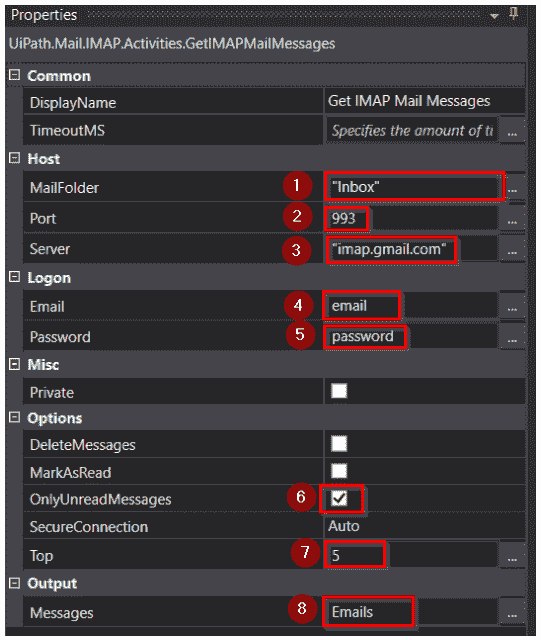 Properties
UiPath.Mail.IMAP.Activities.GetIMAPMailMessages
Common
DisplayName Get IMAP Mail Messages
TimeoutMS Specifies the amount of ti ...
Host
MailFolder 1 "Inbox" ...
Port 2 993 ...
Server 3 "imap.gmail.com" ...
Logon
Email 4 email ...
Password 5 password ...
Misc
Private
Options
DeleteMessages
MarkAsRead
OnlyUnreadMessages 6
SecureConnection Auto
Top 7 5 ...
Output
Messages 8 Emails ...